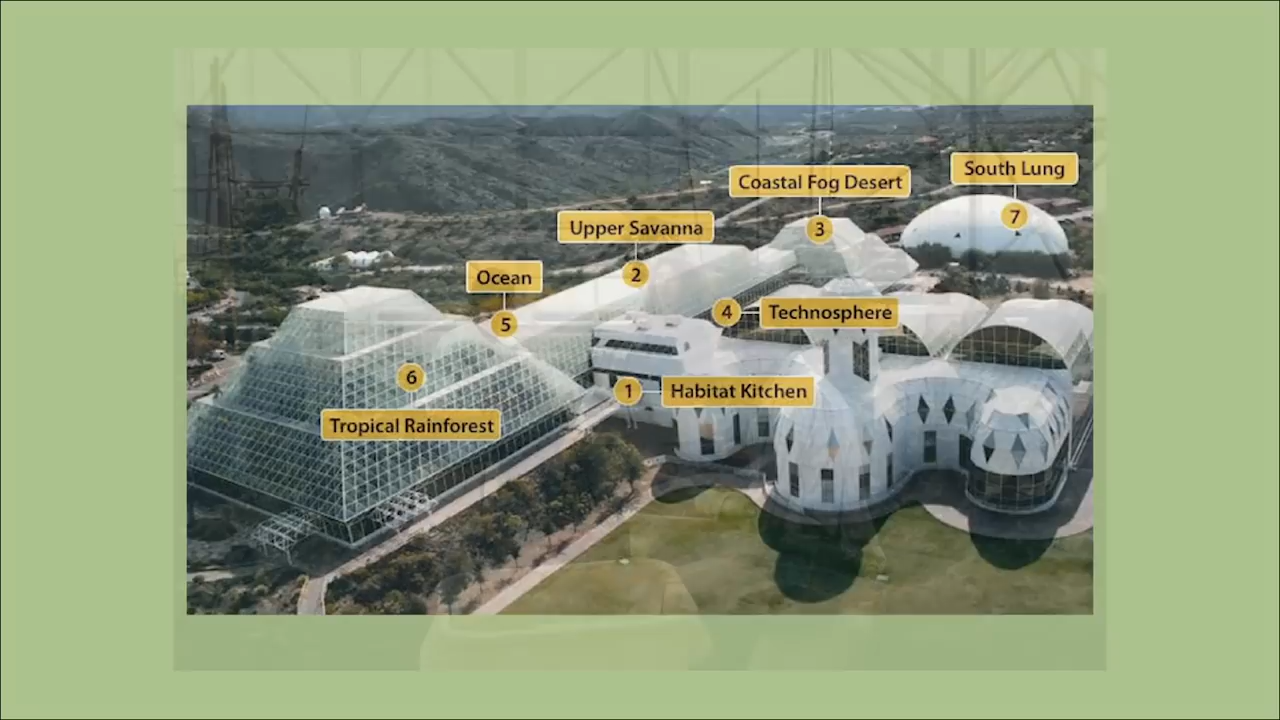 South Lung
7
Coastal Fog Desert
3
Upper Savanna
2
Ocean
5
4
Technosphere
6
1
Habitat Kitchen
Tropical Rainforest